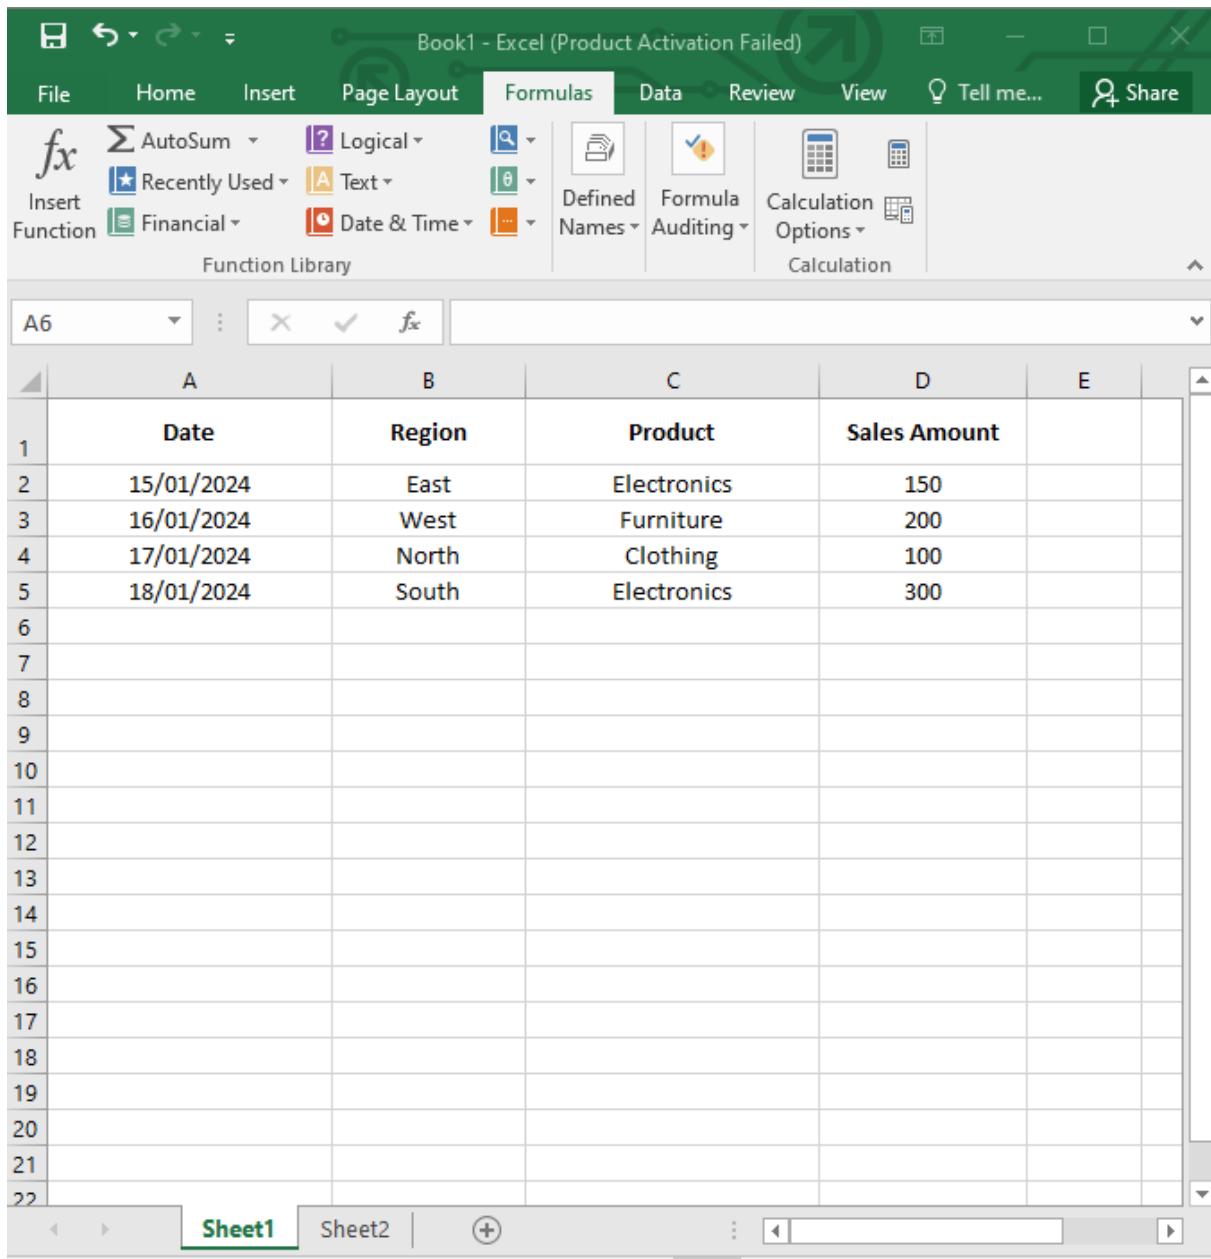 Book1 - Excel (Product Activation Failed)
File Home Insert Page Layout Formulas Data Review View Tell me... Share
fx AutoSum Logical
Recently Used Text
Insert Function Financial Date & Time
Defined Names Formula Auditing Calculation Options
Function Library Calculation
A6 fx
A B C D E
1 Date Region Product Sales Amount
2 15/01/2024 East Electronics 150
3 16/01/2024 West Furniture 200
4 17/01/2024 North Clothing 100
5 18/01/2024 South Electronics 300
6
7
8
9
10
11
12
13
14
15
16
17
18
19
20
21
22
Sheet1 Sheet2